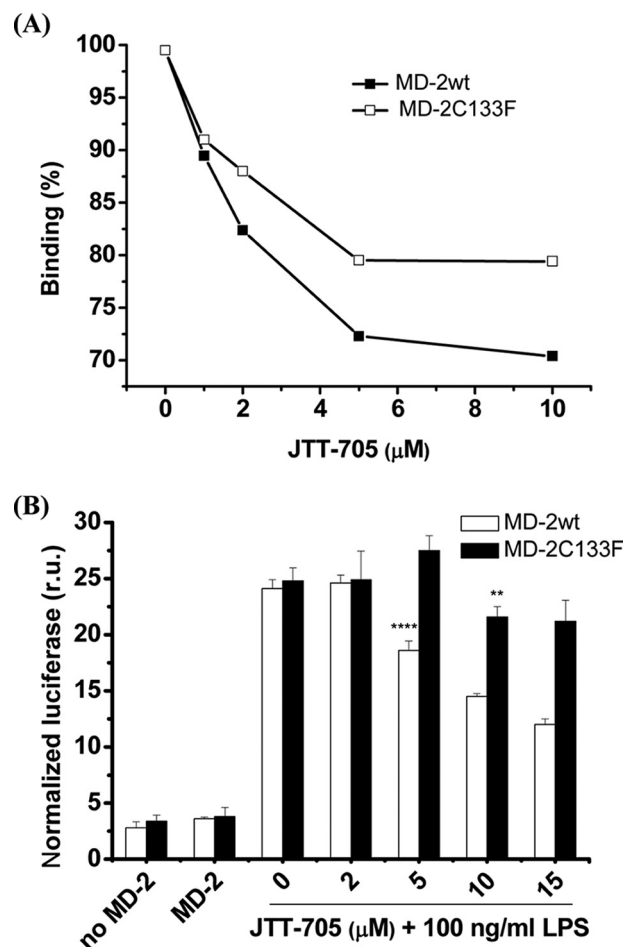 (A)
100
95
90
85
80
75
70
Binding (%)
MD-2wt
MD-2C133F
0 2 4 6 8 10
JTT-705 (μM)
(B)
30
25
20
15
10
5
0
Normalized luciferase (r.u.)
MD-2wt
MD-2C133F
****
**
no MD-2 MD-2 0 2 5 10 15
JTT-705 (μM) + 100 ng/ml LPS